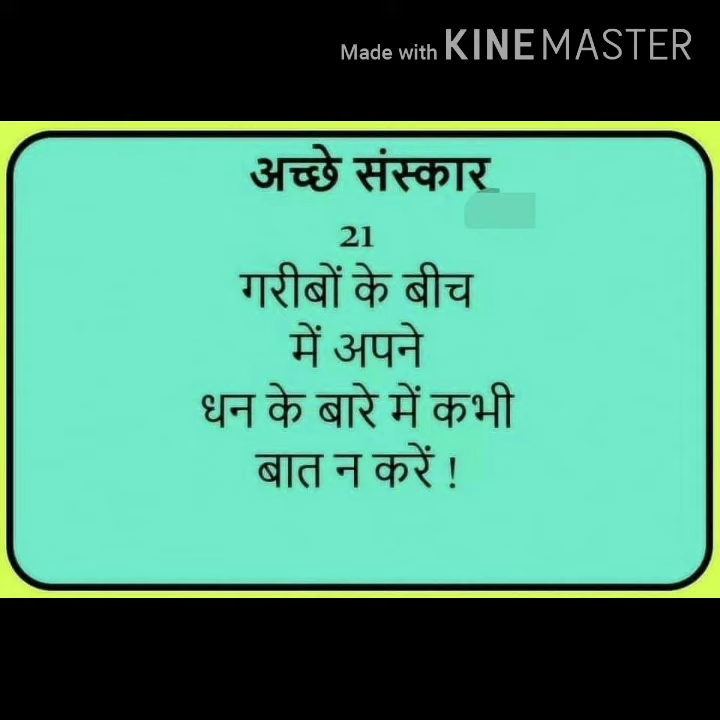 Made with KINEMASTER
अच्छे संस्कार
21
गरीबों के बीच
में अपने
धन के बारे में कभी
बात न करें !